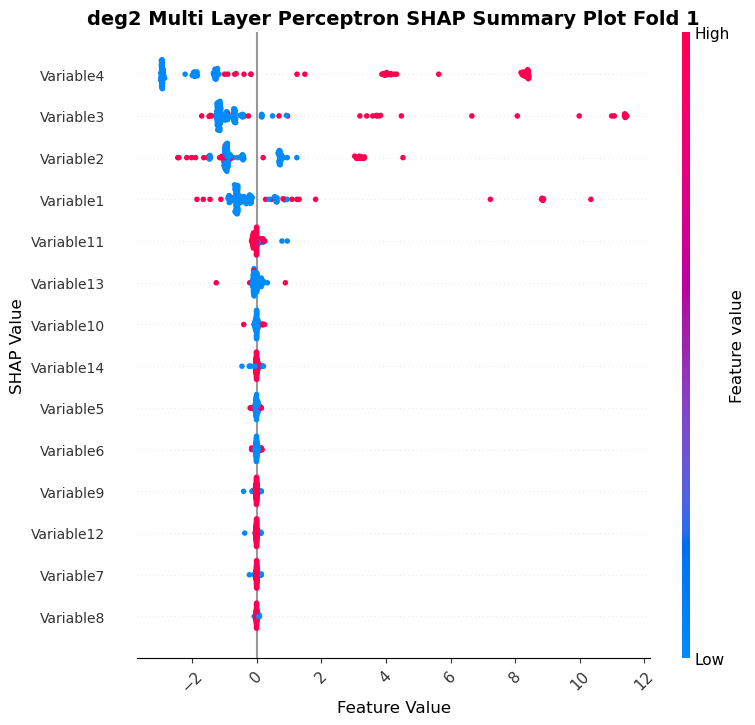 deg2 Multi Layer Perceptron SHAP Summary Plot Fold 1
High
Variable4
Variable3
Variable2
Variable1
Variable11
Variable13
Variable10
Variable14
Variable5
Variable6
Variable9
Variable12
Variable7
Variable8
SHAP Value
Feature value
Low
−2 0 2 4 6 8 10 12
Feature Value